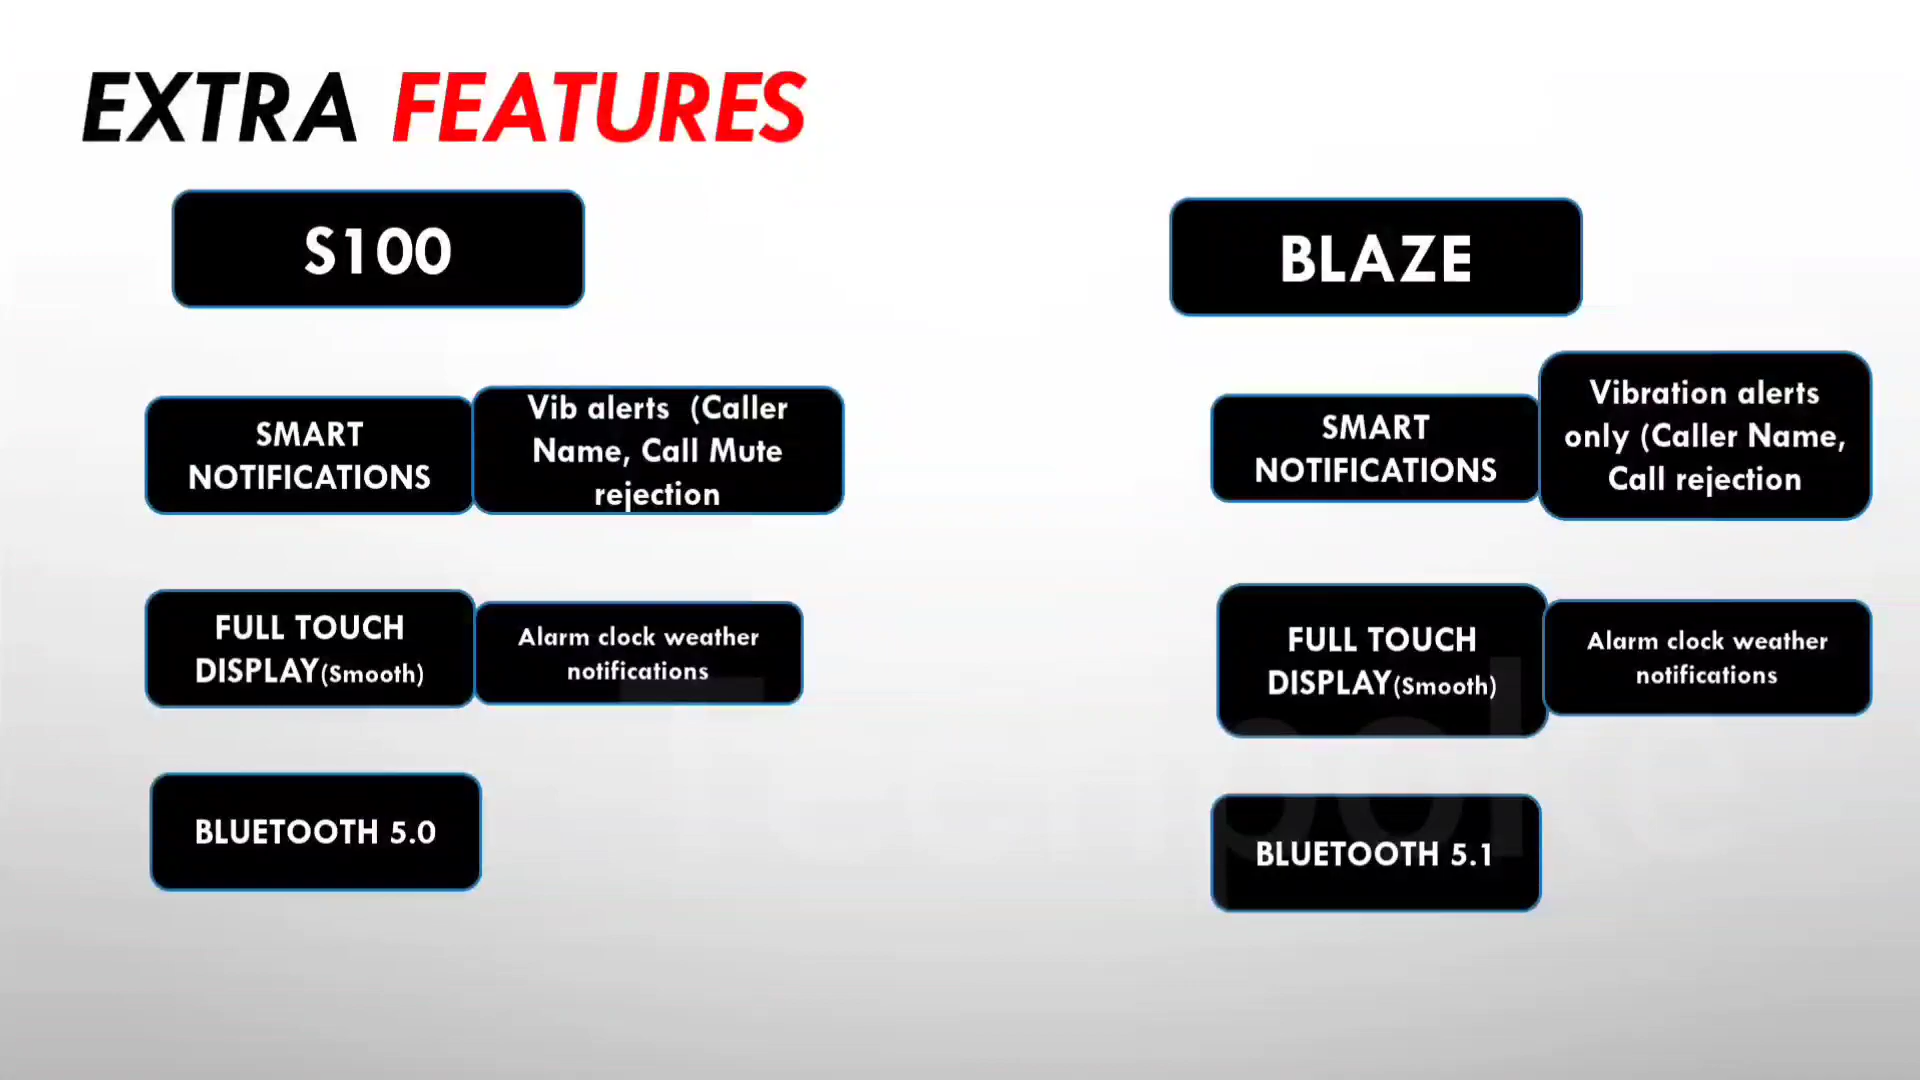 EXTRA FEATURES
S100
BLAZE
SMART
NOTIFICATIONS
Vib alerts  (Caller
Name, Call Mute
rejection
SMART
NOTIFICATIONS
Vibration alerts
only (Caller Name,
Call rejection
FULL TOUCH
DISPLAY(Smooth)
Alarm clock weather
notifications
FULL TOUCH
DISPLAY(Smooth)
Alarm clock weather
notifications
BLUETOOTH 5.0
BLUETOOTH 5.1